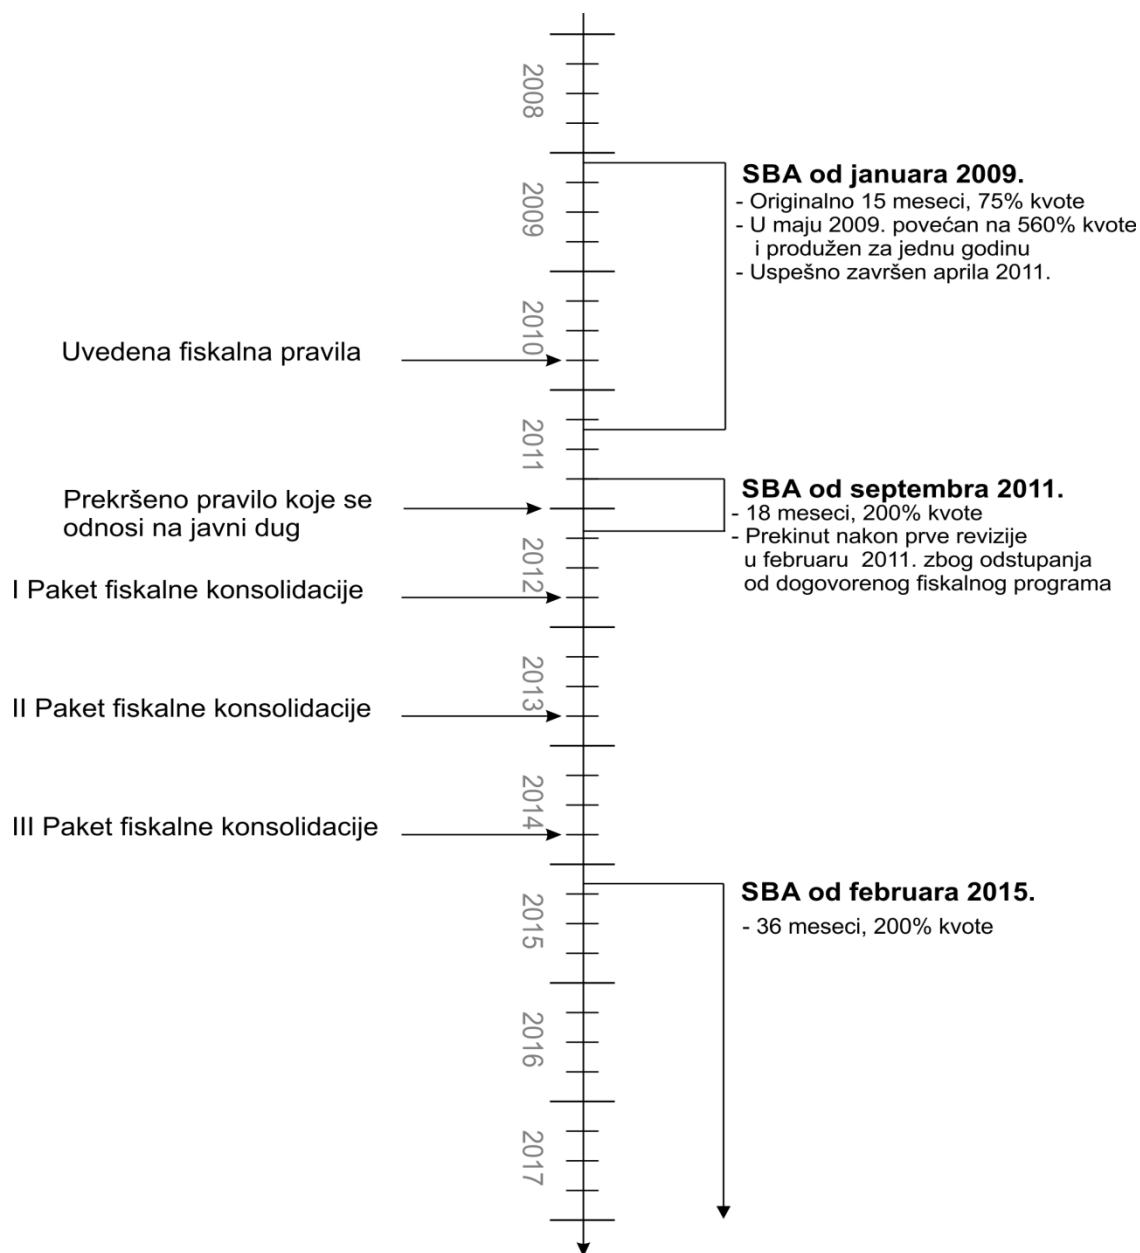 2008
SBA od januara 2009.
- Originalno 15 meseci, 75% kvote
- U maju 2009. povećan na 560% kvote
i produžen za jednu godinu
- Uspešno završen aprila 2011.
2009
2010
Uvedena fiskalna pravila
2011
SBA od septembra 2011.
- 18 meseci, 200% kvote
- Prekinut nakon prve revizije
u februaru 2011. zbog odstupanja
od dogovorenog fiskalnog programa
Prekršeno pravilo koje se
odnosi na javni dug
2012
I Paket fiskalne konsolidacije
2013
II Paket fiskalne konsolidacije
2014
III Paket fiskalne konsolidacije
SBA od februara 2015.
- 36 meseci, 200% kvote
2015
2016
2017